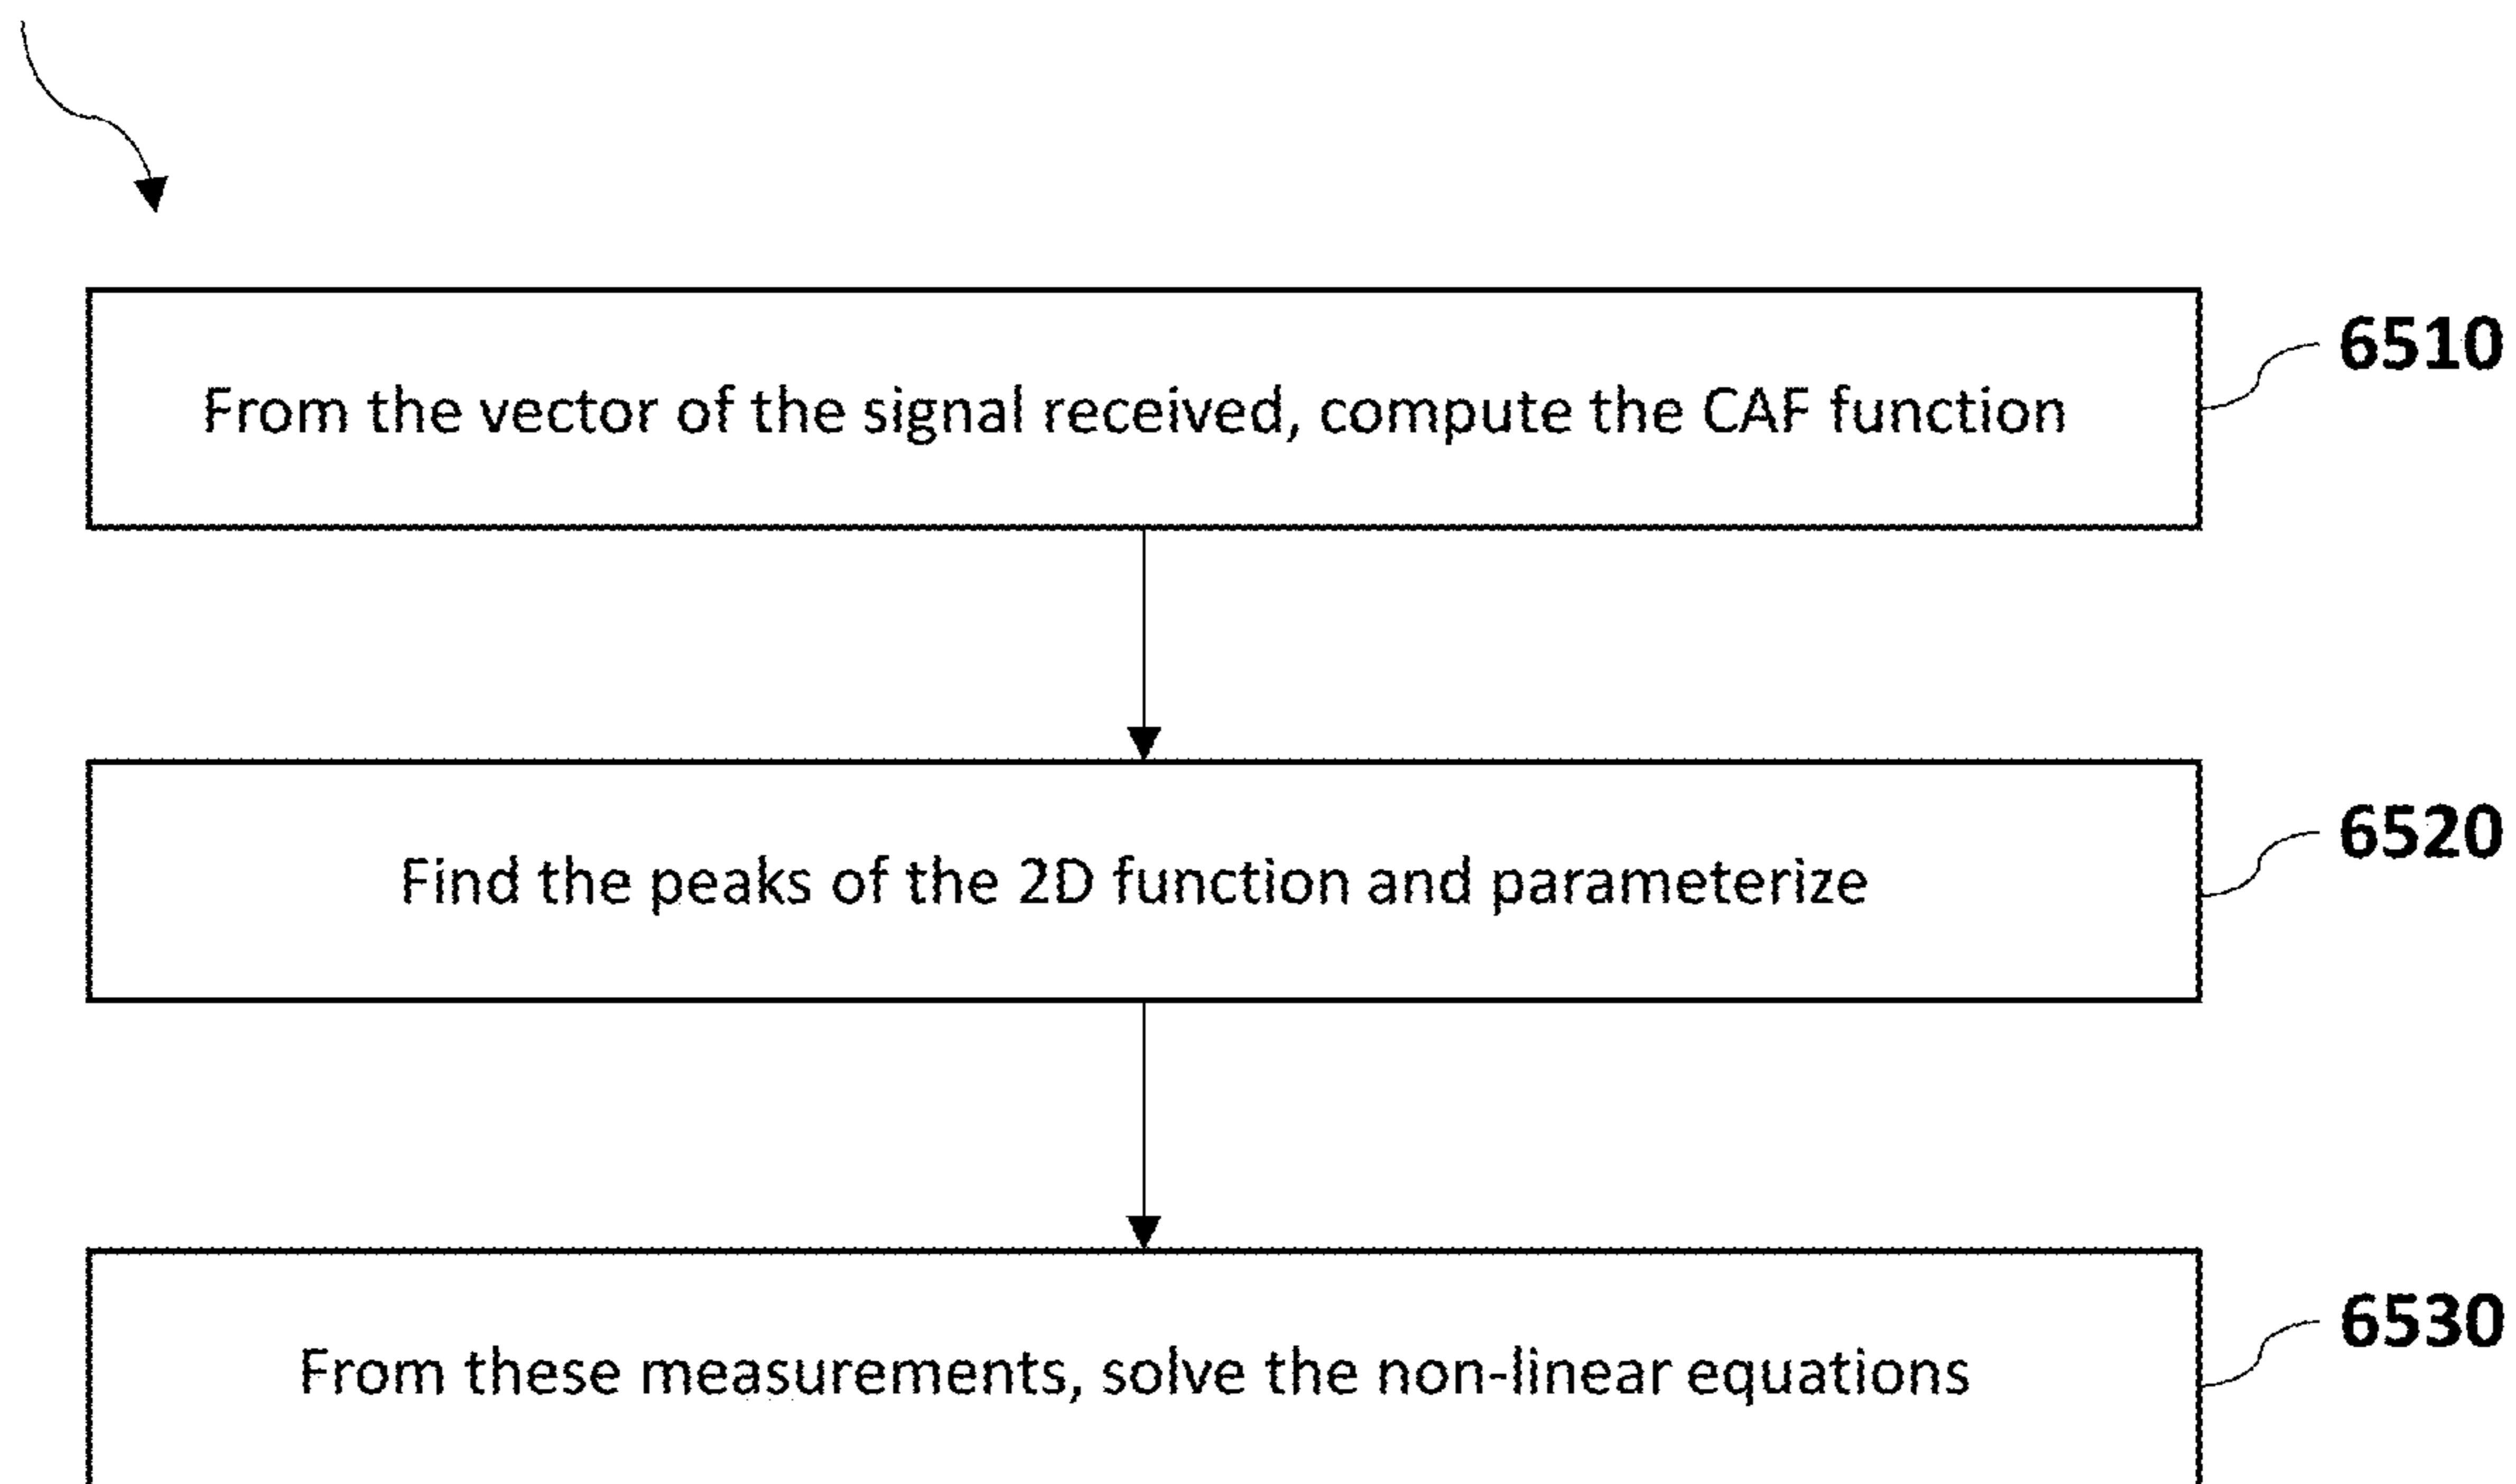 From the vector of the signal received, compute the CAF function
6510
Find the peaks of the 2D function and parameterize
6520
From these measurements, solve the non-linear equations
6530